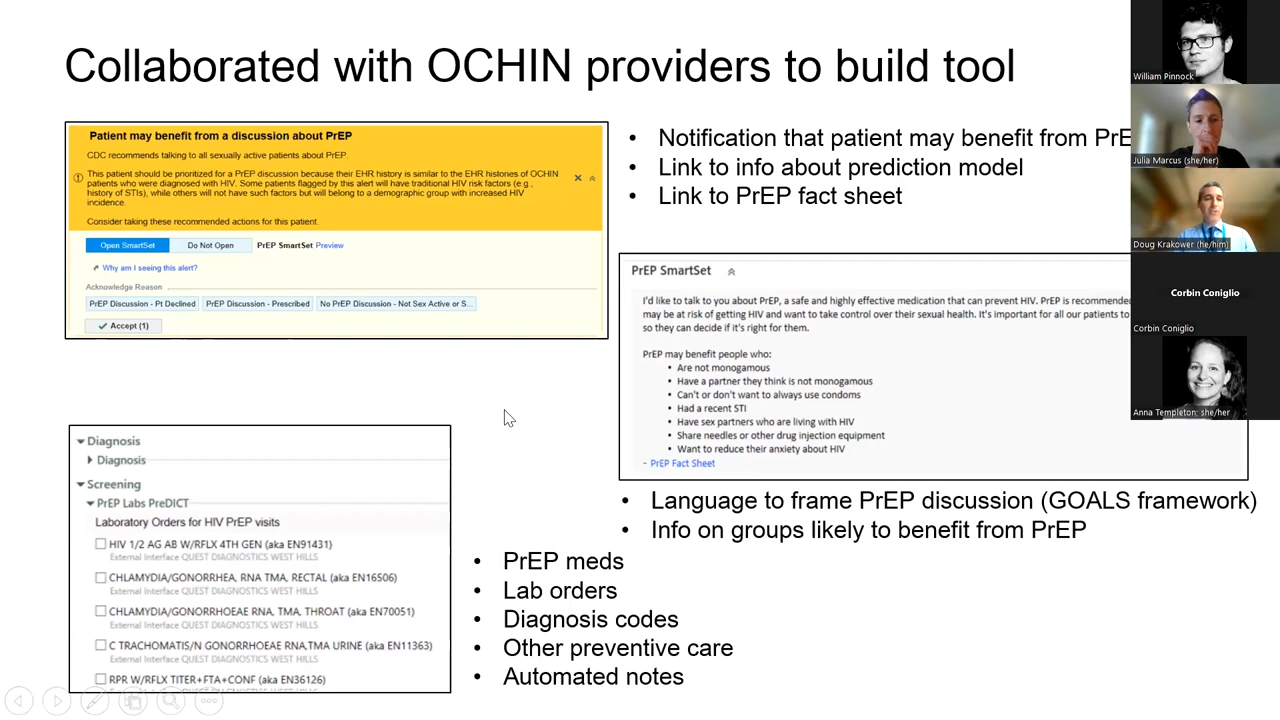 Collaborated with OCHIN providers to build tool
Patient may benefit from a discussion about PrEP
CDC recommends talking to all sexually active patients about PrEP.
This patient should be prioritized for a PrEP discussion because their EHR history is similar to the EHR histories of OCHIN
patients who were diagnosed with HIV. Some patients flagged by this alert will have traditional HIV risk factors (e.g.,
history of STIs), while others will not have such factors but will belong to a demographic group with increased HIV
incidence.
Consider taking these recommended actions for this patient.
Open SmartSet Do Not Open PrEP SmartSet Preview
Why am I seeing this alert?
Acknowledge Reason
PrEP Discussion - Pt Declined PrEP Discussion - Prescribed No PrEP Discussion - Not Sex Active or S...
Accept (1)
• Notification that patient may benefit from PrE
• Link to info about prediction model
• Link to PrEP fact sheet
PrEP SmartSet
I'd like to talk to you about PrEP, a safe and highly effective medication that can prevent HIV. PrEP is recommended
may be at risk of getting HIV and want to take control over their sexual health. It's important for all our patients to
so they can decide if it's right for them.
PrEP may benefit people who:
• Are not monogamous
• Have a partner they think is not monogamous
• Can't or don't want to always use condoms
• Had a recent STI
• Have sex partners who are living with HIV
• Share needles or other drug injection equipment
• Want to reduce their anxiety about HIV
- PrEP Fact Sheet
• Language to frame PrEP discussion (GOALS framework)
• Info on groups likely to benefit from PrEP
Diagnosis
Diagnosis
Screening
PrEP Labs PreDICT
Laboratory Orders for HIV PrEP visits
HIV 1/2 AG AB W/RFLX 4TH GEN (aka EN91431)
External Interface QUEST DIAGNOSTICS WEST HILLS
CHLAMYDIA/GONORRHEA, RNA TMA, RECTAL (aka EN16506)
External Interface QUEST DIAGNOSTICS WEST HILLS
CHLAMYDIA/GONORRHOEAE RNA, TMA, THROAT (aka EN70051)
External Interface QUEST DIAGNOSTICS WEST HILLS
C TRACHOMATIS/N GONORRHOEAE RNA,TMA URINE (aka EN11363)
External Interface QUEST DIAGNOSTICS WEST HILLS
RPR W/RFLX TITER+FTA+CONF (aka EN36126)
External Interface QUEST DIAGNOSTICS WEST HILLS
• PrEP meds
• Lab orders
• Diagnosis codes
• Other preventive care
• Automated notes
William Pinnock
Julia Marcus (she/her)
Doug Krakower (he/him)
Corbin Coniglio
Corbin Coniglio
Anna Templeton: she/her